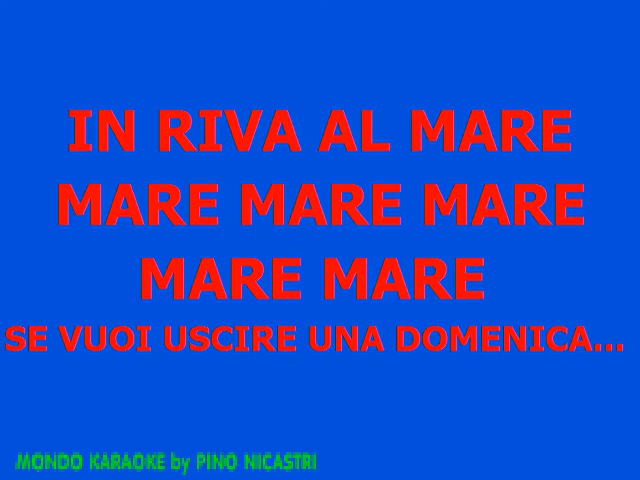 IN RIVA AL MARE
MARE MARE MARE
MARE MARE
SE VUOI USCIRE UNA DOMENICA...
MONDO KARAOKE by PINO NICASTRI